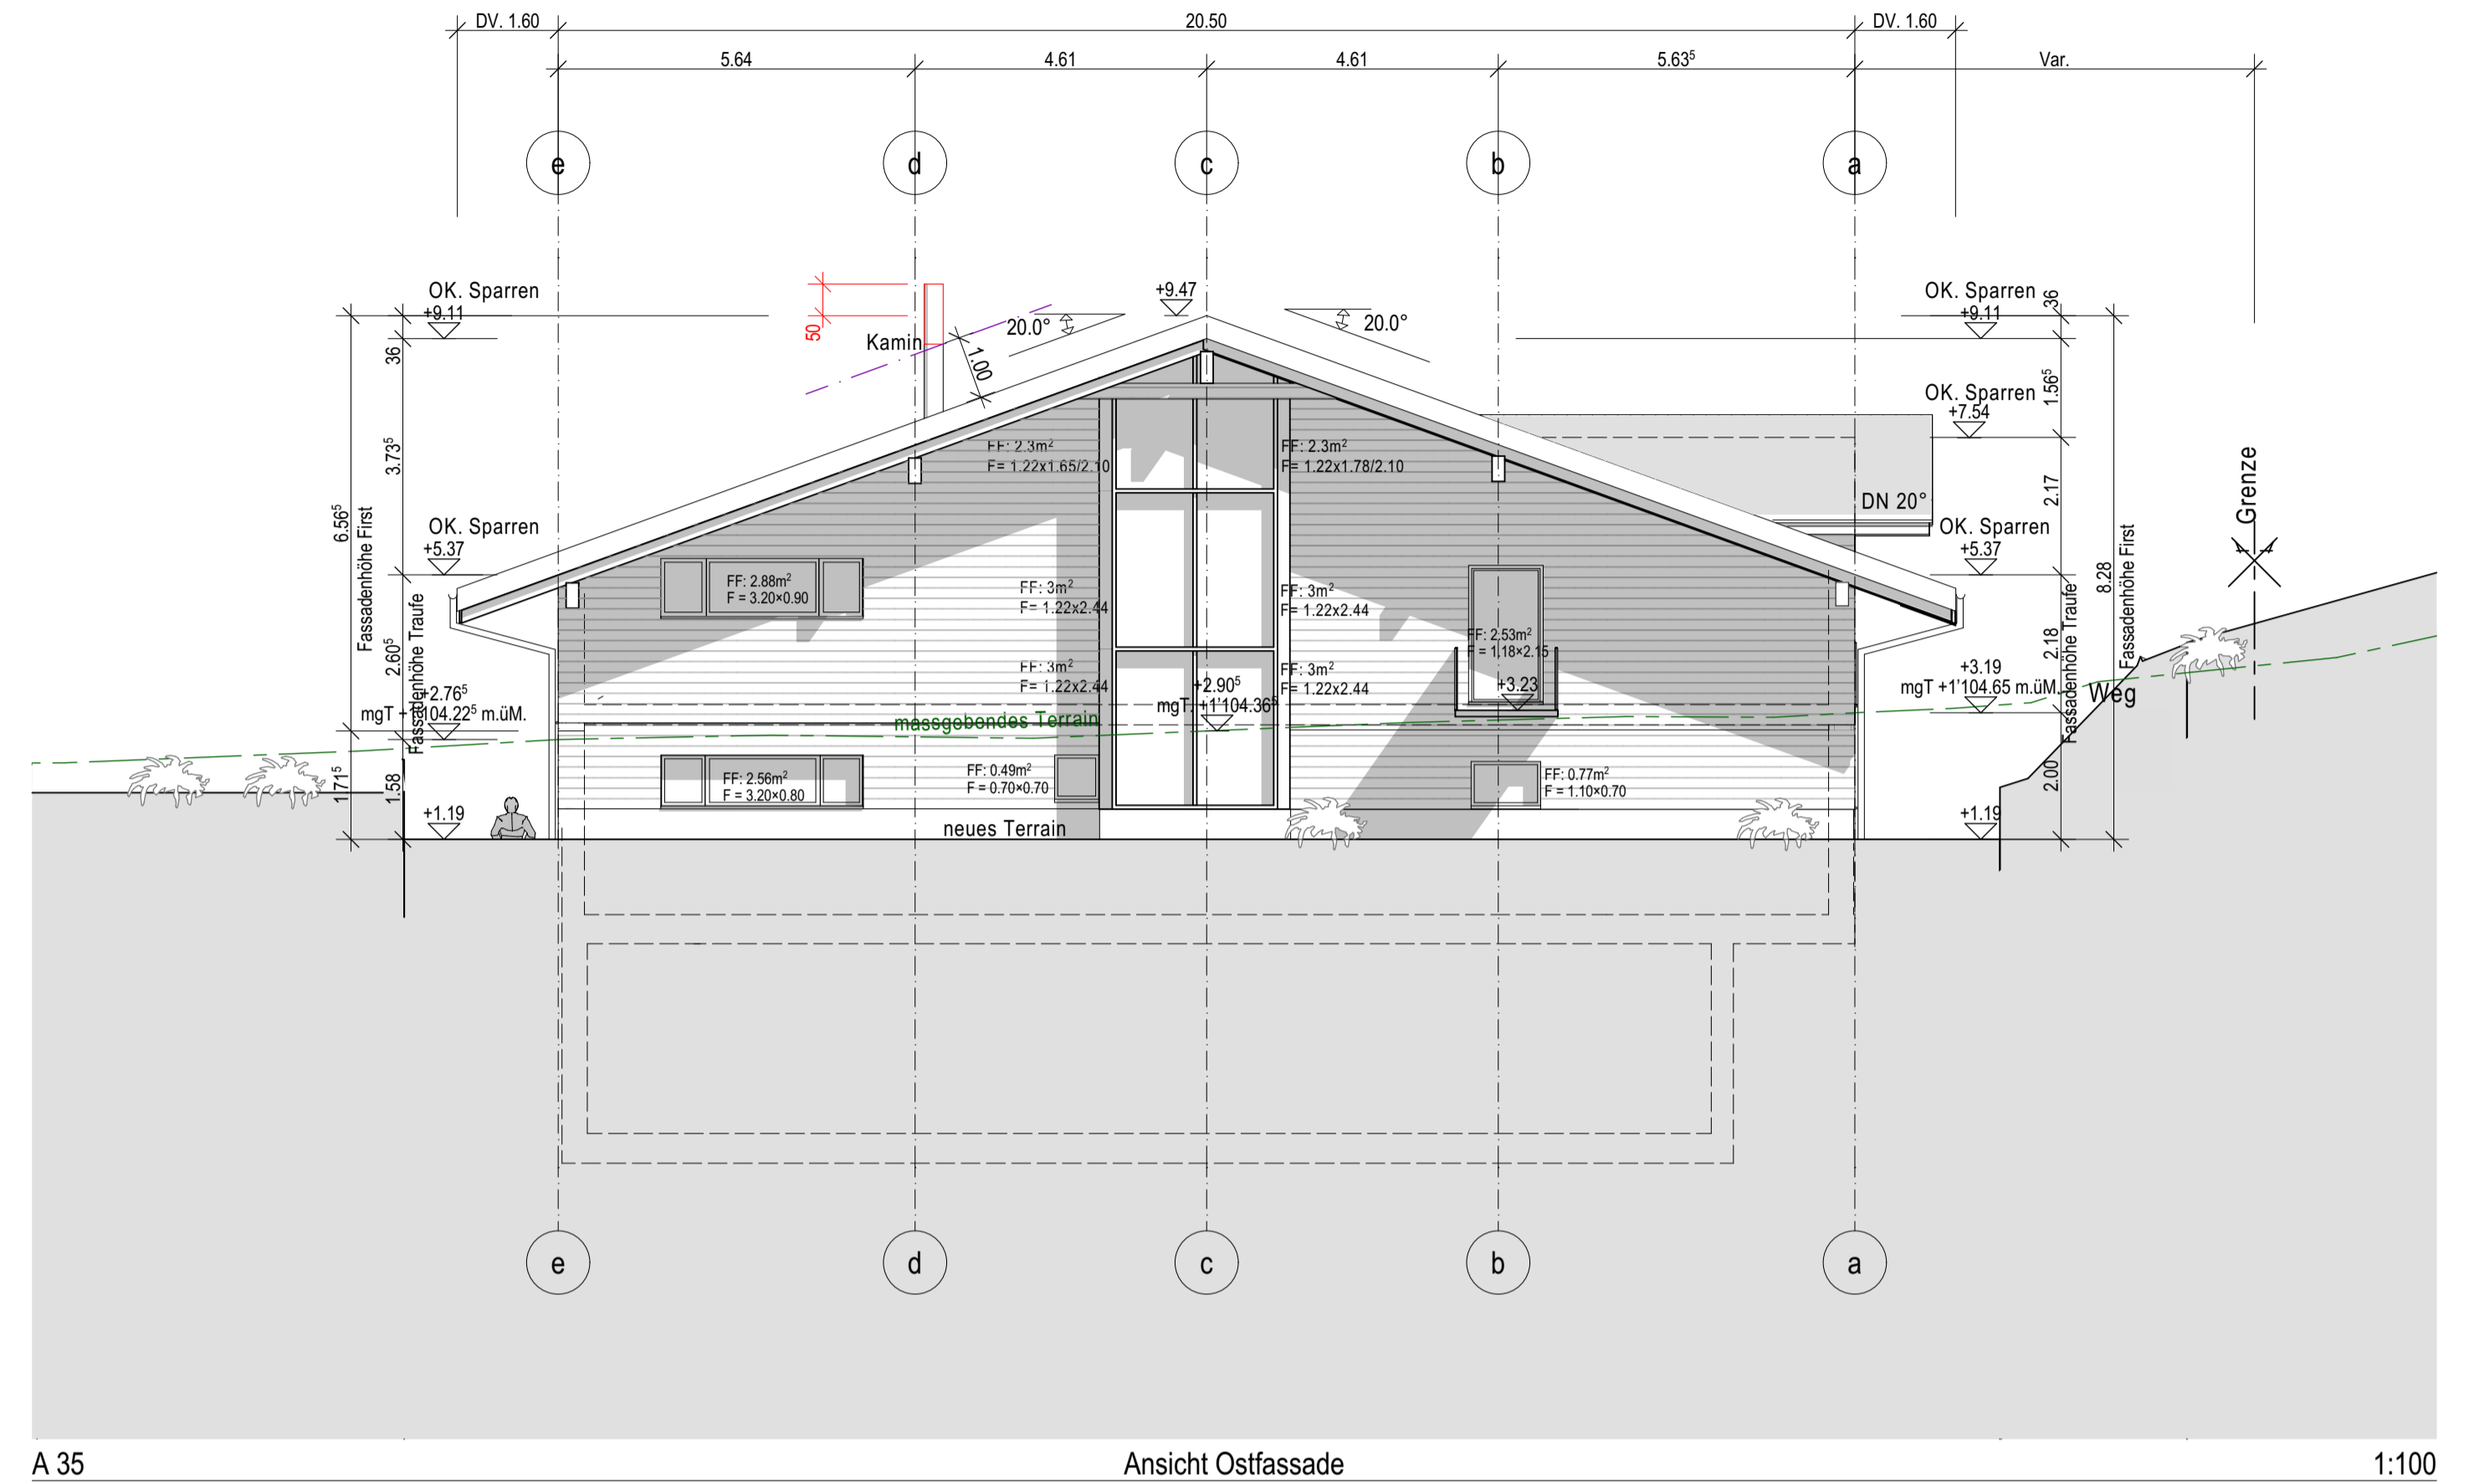 DV. 1.60
20.50
DV. 1.60
5.64
4.61
4.61
5.63⁵
Var.
e
d
c
b
a
OK. Sparren
+9.11
50
Kamin
1.00
20.0°
+9.47
20.0°
OK. Sparren
+9.11
36
36
OK. Sparren
+7.54
1.56⁵
3.73⁵
FF: 2.3m²
F= 1.22x1.65/2.10
FF: 2.3m²
F= 1.22x1.78/2.10
DN 20°
2.17
Grenze
6.56⁵
Fassadenhöhe First
OK. Sparren
+5.37
OK. Sparren
+5.37
8.28
Fassadenhöhe First
FF: 2.88m²
F = 3.20×0.90
FF: 3m²
F= 1.22x2.44
FF: 3m²
F= 1.22x2.44
2.60⁵
Fassadenhöhe Traufe
FF: 2.53m²
F = 1.18×2.15
2.18
Fassadenhöhe Traufe
FF: 3m²
F= 1.22x2.44
FF: 3m²
F= 1.22x2.44
+2.76⁵
mgT +1'104.22⁵ m.üM.
+2.90⁵
mgT. +1'104.36⁵
+3.23
+3.19
mgT +1'104.65 m.üM.
Weg
massgebendes Terrain
1.71⁵
1.58
FF: 2.56m²
F = 3.20×0.80
FF: 0.49m²
F = 0.70×0.70
FF: 0.77m²
F = 1.10×0.70
2.00
+1.19
neues Terrain
+1.19
e
d
c
b
a
A 35
Ansicht Ostfassade
1:100